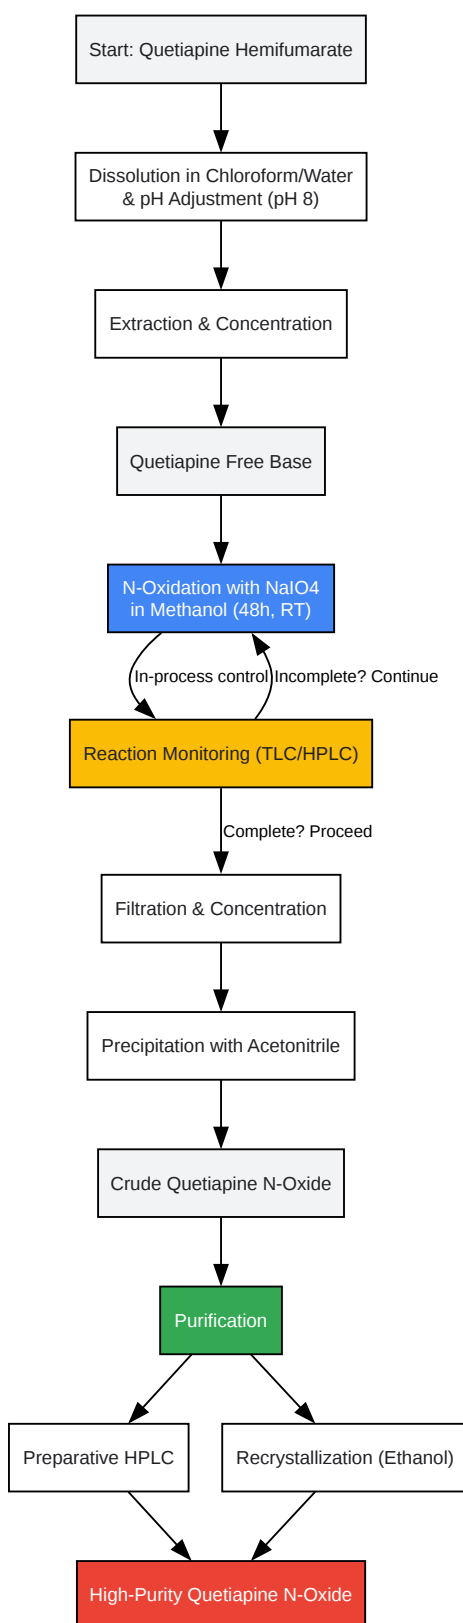 Start: Quetiapine Hemifumarate
Dissolution in Chloroform/Water
& pH Adjustment (pH 8)
Extraction & Concentration
Quetiapine Free Base
N-Oxidation with NaIO4
in Methanol (48h, RT)
In-process control
Incomplete? Continue
Reaction Monitoring (TLC/HPLC)
Complete? Proceed
Filtration & Concentration
Precipitation with Acetonitrile
Crude Quetiapine N-Oxide
Purification
Preparative HPLC
Recrystallization (Ethanol)
High-Purity Quetiapine N-Oxide